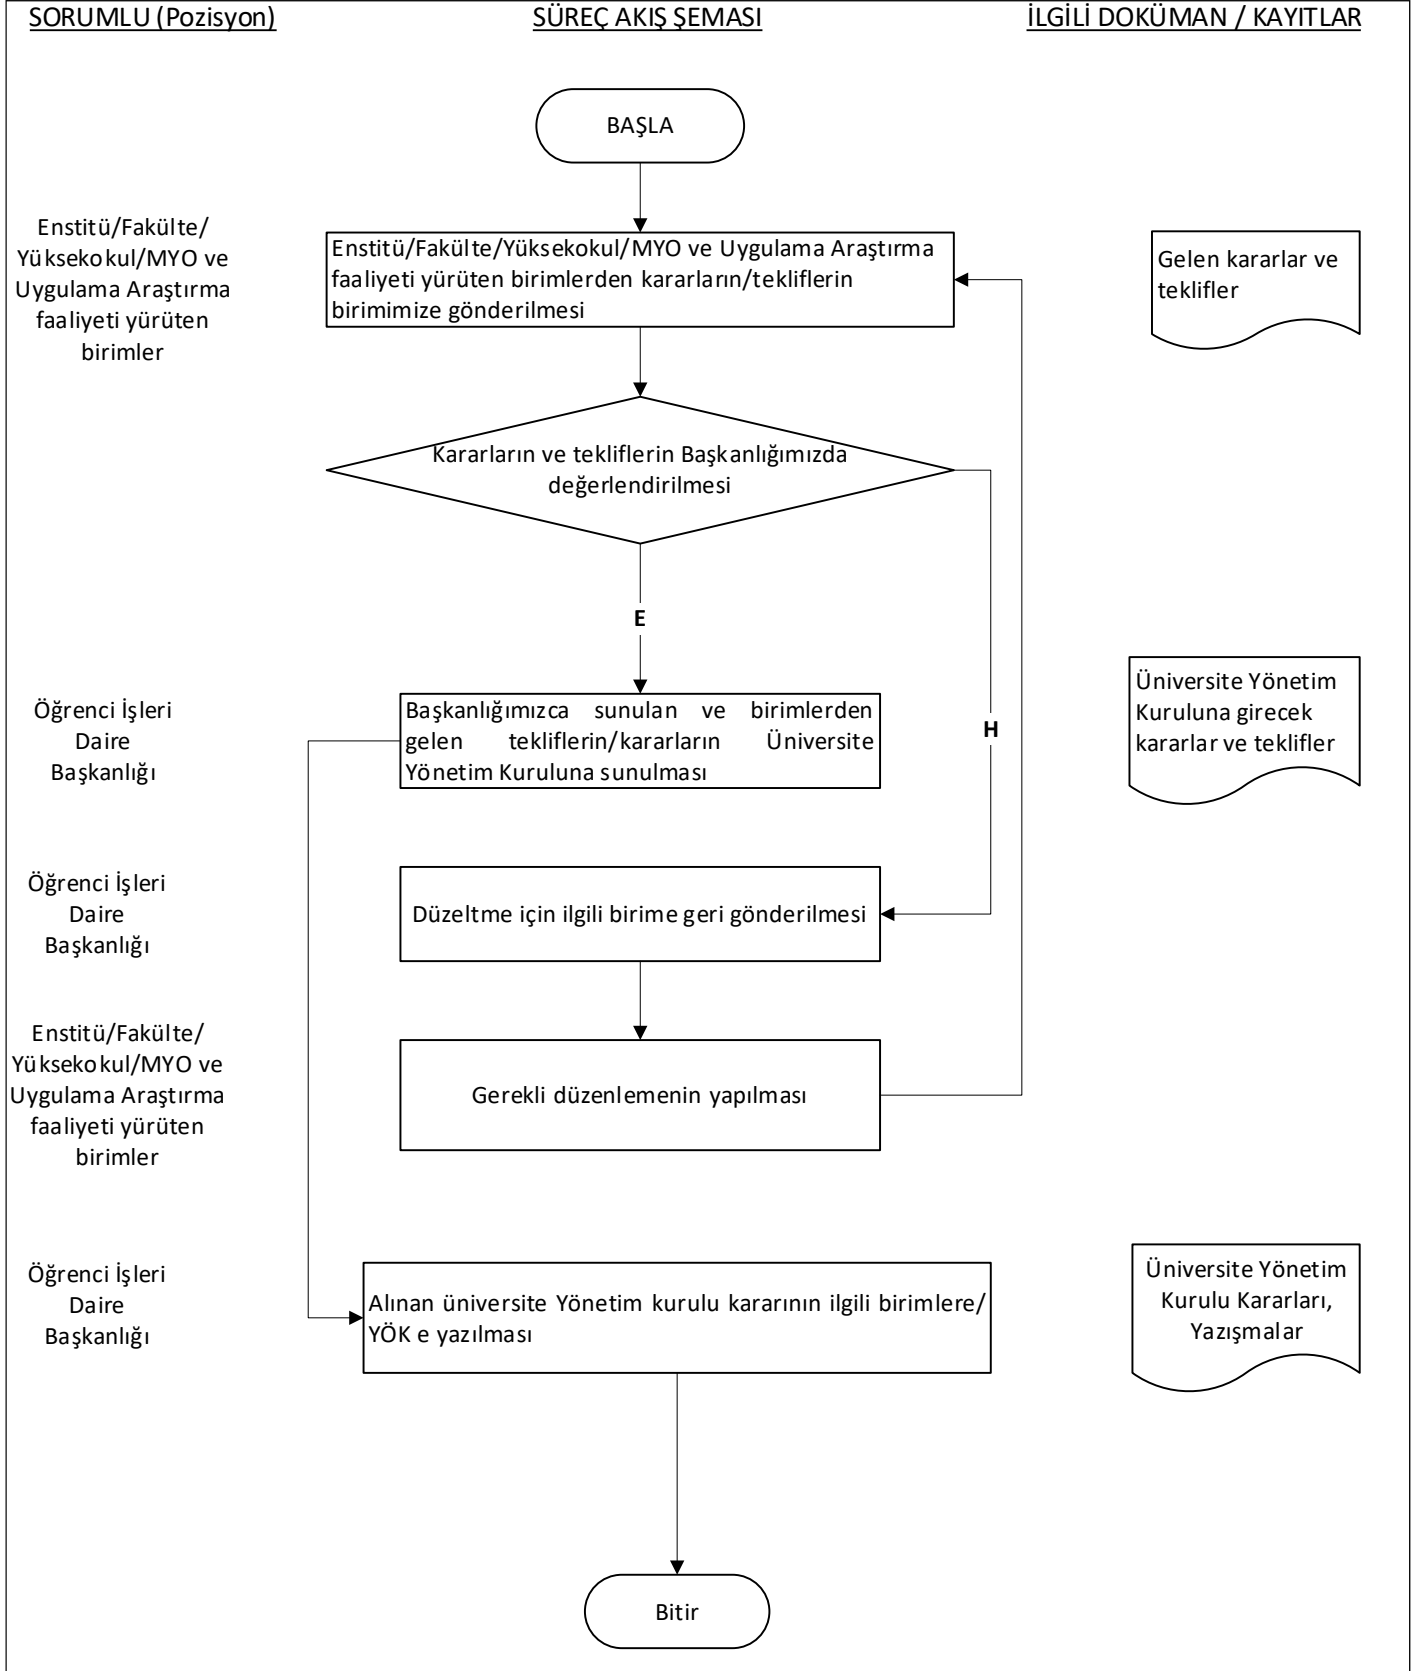 SORUMLU (Pozisyon)
SÜREÇ AKIŞ ŞEMASI
İLGİLİ DOKÜMAN / KAYITLAR
BAŞLA
Enstitü/Fakülte/
Yüksekokul/MYO ve
Uygulama Araştırma
faaliyeti yürüten
birimler
Enstitü/Fakülte/Yüksekokul/MYO ve Uygulama Araştırma
faaliyeti yürüten birimlerden kararların/tekliflerin
birimimize gönderilmesi
Gelen kararlar ve
teklifler
Kararların ve tekliflerin Başkanlığımızda
değerlendirilmesi
E
H
Öğrenci İşleri
Daire
Başkanlığı
Başkanlığımızca sunulan ve birimlerden
gelen tekliflerin/kararların Üniversite
Yönetim Kuruluna sunulması
Üniversite Yönetim
Kuruluna girecek
kararlar ve teklifler
Öğrenci İşleri
Daire
Başkanlığı
Düzeltme için ilgili birime geri gönderilmesi
Enstitü/Fakülte/
Yüksekokul/MYO ve
Uygulama Araştırma
faaliyeti yürüten
birimler
Gerekli düzenlemenin yapılması
Öğrenci İşleri
Daire
Başkanlığı
Alınan üniversite Yönetim kurulu kararının ilgili birimlere/
YÖK e yazılması
Üniversite Yönetim
Kurulu Kararları,
Yazışmalar
Bitir